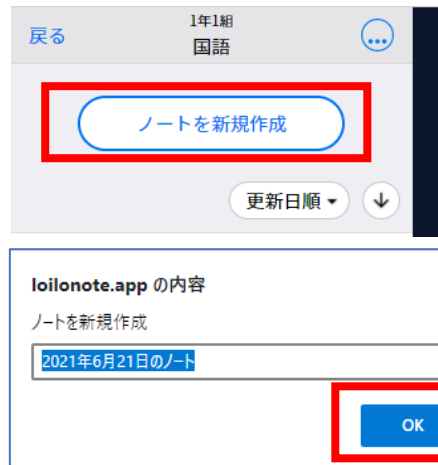 戻る
1年1組
国語
ノートを新規作成
更新日順
loilonote.app の内容
ノートを新規作成
2021年6月21日のノート
OK